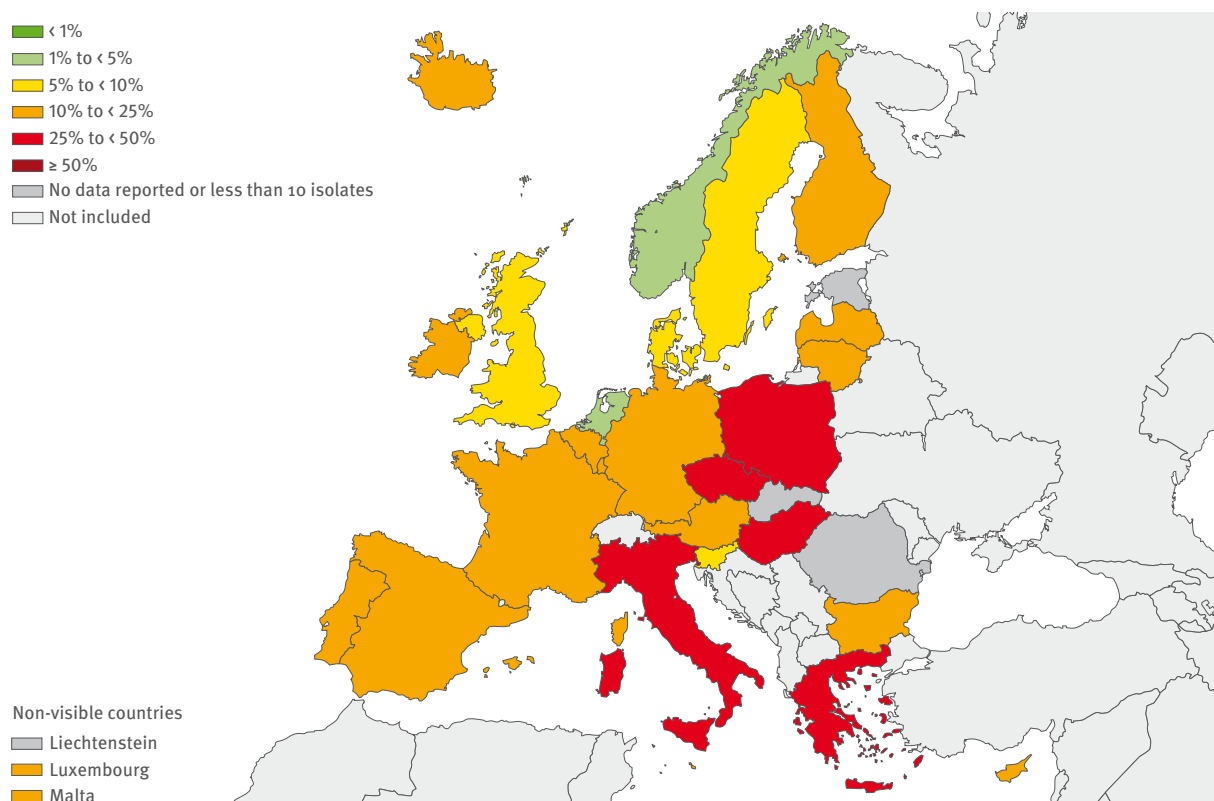 < 1%
1% to < 5%
5% to < 10%
10% to < 25%
25% to < 50%
≥ 50%
No data reported or less than 10 isolates
Not included
Non-visible countries
Liechtenstein
Luxembourg
Malta